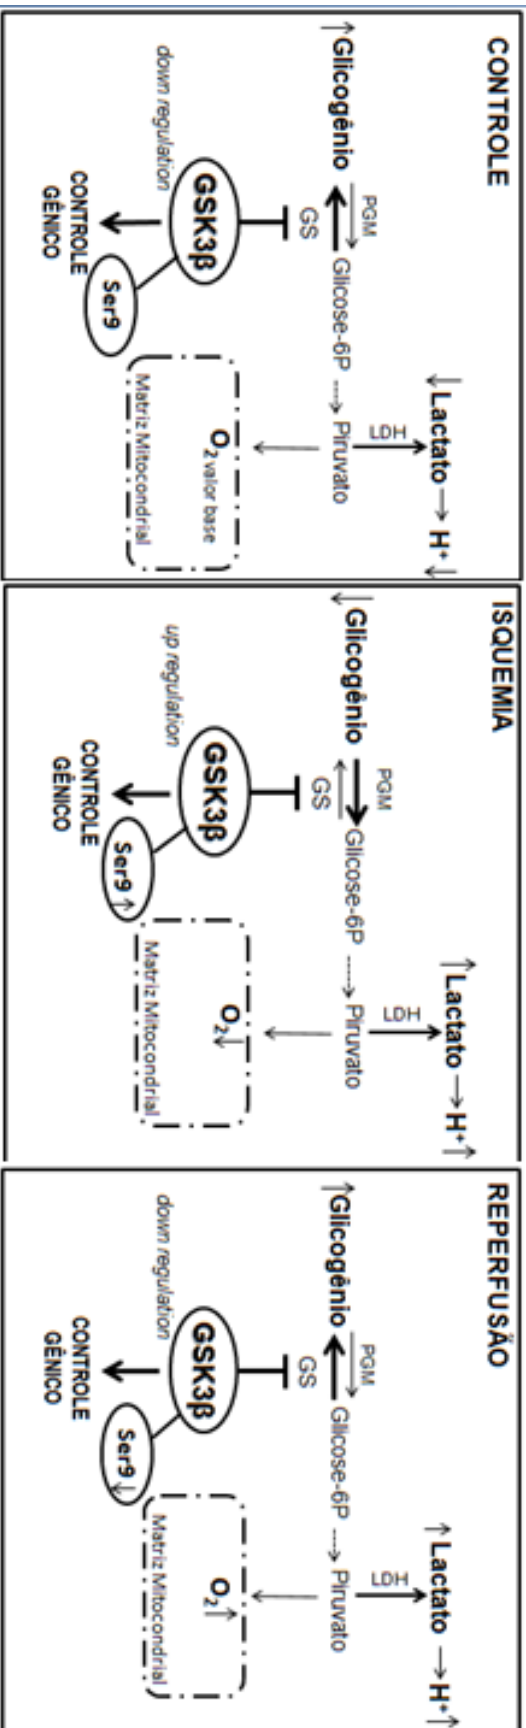 CONTROLE
Lactato
H⁺
LDH
PGM
Glicogênio
Glicose-6P
Piruvato
GS
GSK3β
O₂ valor base
down regulation
Ser9
Matriz Mitocondrial
CONTROLE
GÊNICO
ISQUEMIA
Lactato
H⁺
LDH
PGM
Glicogênio
Glicose-6P
Piruvato
GS
GSK3β
O₂
up regulation
Ser9
Matriz Mitocondrial
CONTROLE
GÊNICO
REPERFUSÃO
Lactato
H⁺
LDH
PGM
Glicogênio
Glicose-6P
Piruvato
GS
GSK3β
O₂
down regulation
Ser9
Matriz Mitocondrial
CONTROLE
GÊNICO